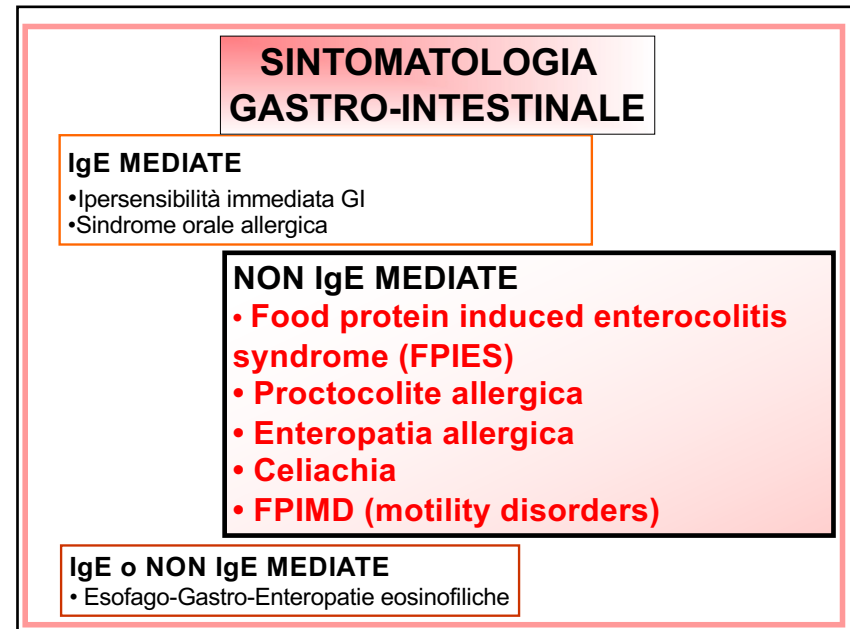 SINTOMATOLOGIA
GASTRO-INTESTINALE
IgE MEDIATE
•Ipersensibilità immediata GI
•Sindrome orale allergica
NON IgE MEDIATE
• Food protein induced enterocolitis
syndrome (FPIES)
• Proctocolite allergica
• Enteropatia allergica
• Celiachia
• FPIMD (motility disorders)
IgE o NON IgE MEDIATE
• Esofago-Gastro-Enteropatie eosinofiliche